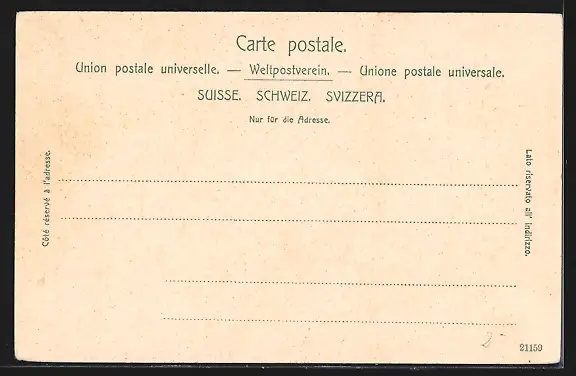 Carte postale.
Union postale universelle. — Weltpostverein. — Unione postale universale.
SUISSE. SCHWEIZ. SVIZZERA.
Nur für die Adresse.
Côté réservé à l'adresse.
Lato riservato all' indirizzo.
21159